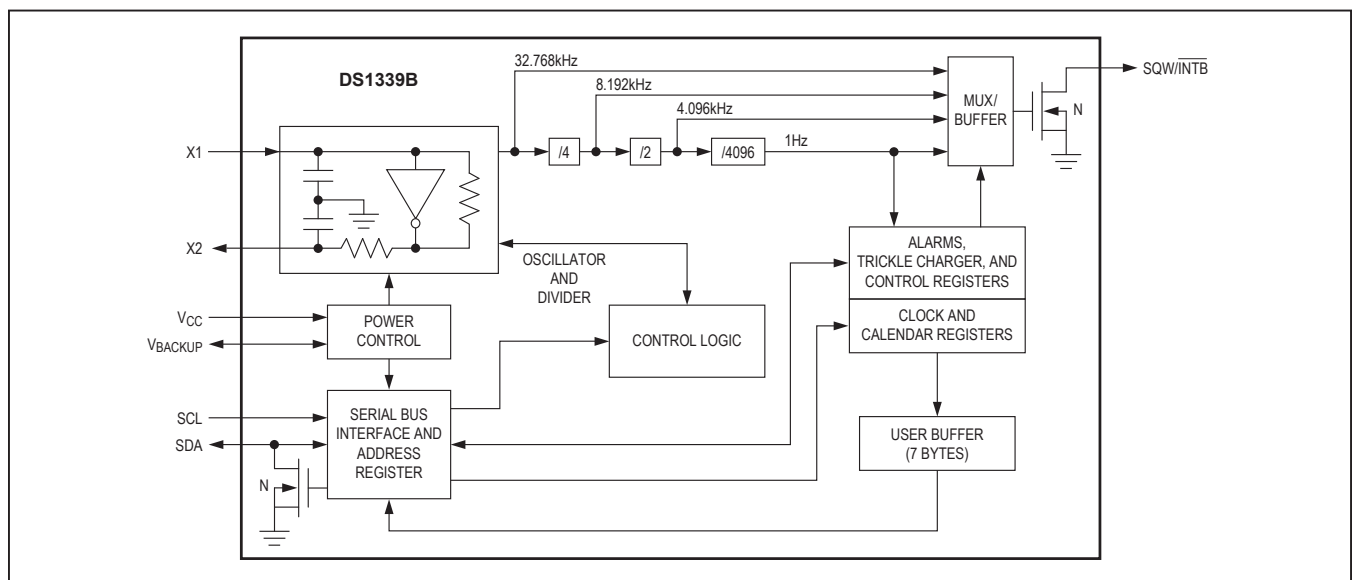 DS1339B
32.768kHz
8.192kHz
4.096kHz
1Hz
/4
/2
/4096
MUX/
BUFFER
N
SQW/INTB
X1
X2
OSCILLATOR
AND
DIVIDER
ALARMS,
TRICKLE CHARGER, AND
CONTROL REGISTERS
CLOCK AND
CALENDAR REGISTERS
VCC
VBACKUP
POWER
CONTROL
CONTROL LOGIC
SCL
SDA
SERIAL BUS
INTERFACE AND
ADDRESS
REGISTER
USER BUFFER
(7 BYTES)
N